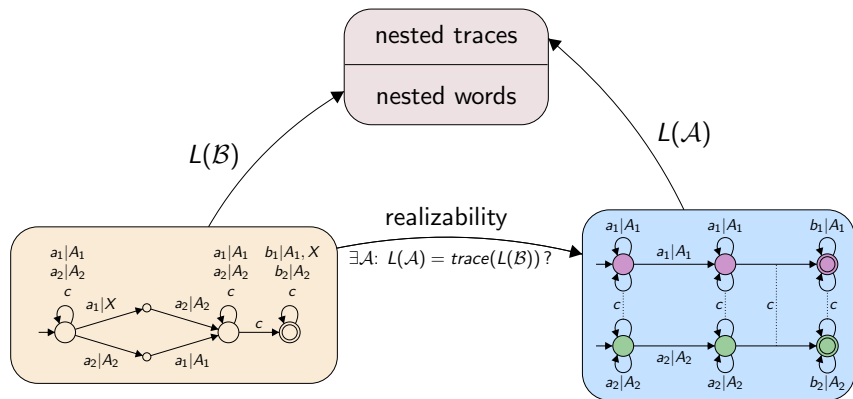 nested traces
nested words
L(𝓑)
L(𝓐)
realizability
∃𝓐: L(𝓐) = trace(L(𝓑)) ?
a₁|A₁
a₂|A₂
c
a₁|X
a₂|A₂
a₂|A₂
a₁|A₁
a₁|A₁
a₂|A₂
c
c
b₁|A₁, X
b₂|A₂
c
a₁|A₁
a₁|A₁
b₁|A₁
a₁|A₁
c
c
c
c
a₂|A₂
a₂|A₂
a₂|A₂
b₂|A₂